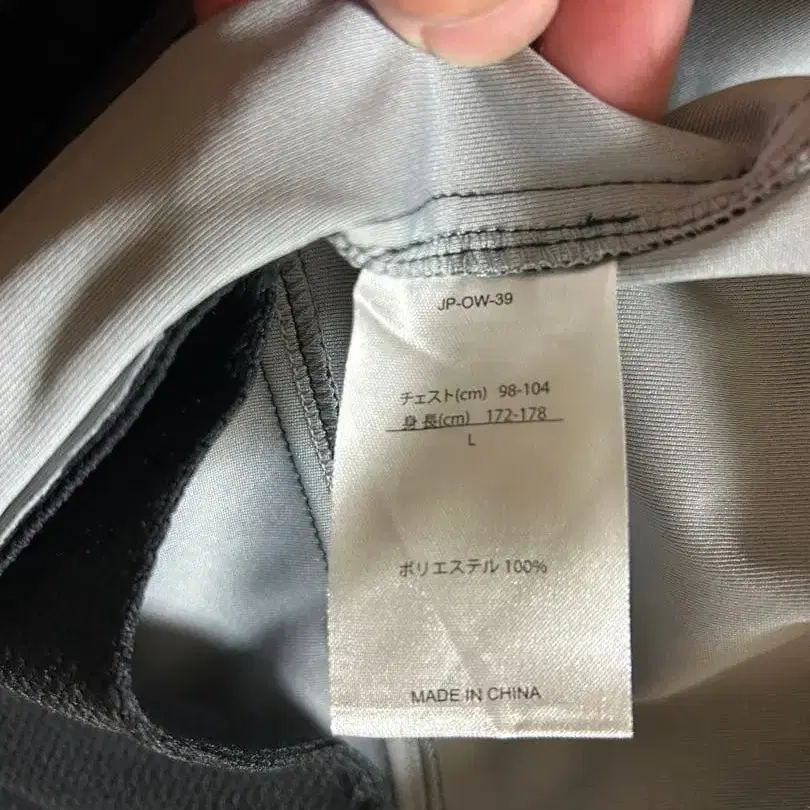 JP-OW-39
チェスト(cm) 98-104
身 長(cm) 172-178
L
ポリエステル 100%
MADE IN CHINA